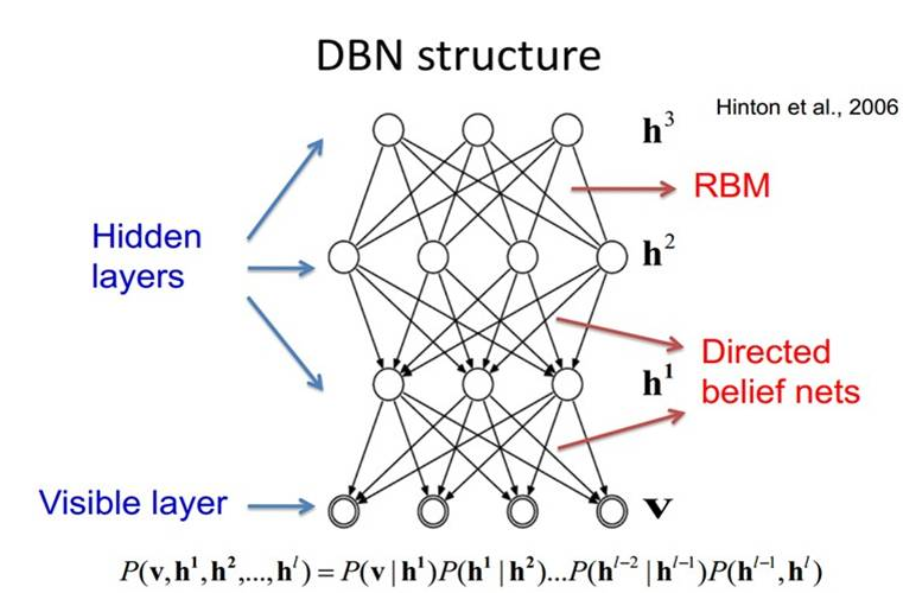 DBN structure
Hinton et al., 2006
h³
RBM
Hidden
layers
h²
Directed
belief nets
h¹
Visible layer
v
P(v,h¹,h²,...,hˡ) = P(v | h¹)P(h¹ | h²)...P(hˡ⁻² | hˡ⁻¹)P(hˡ⁻¹,hˡ)